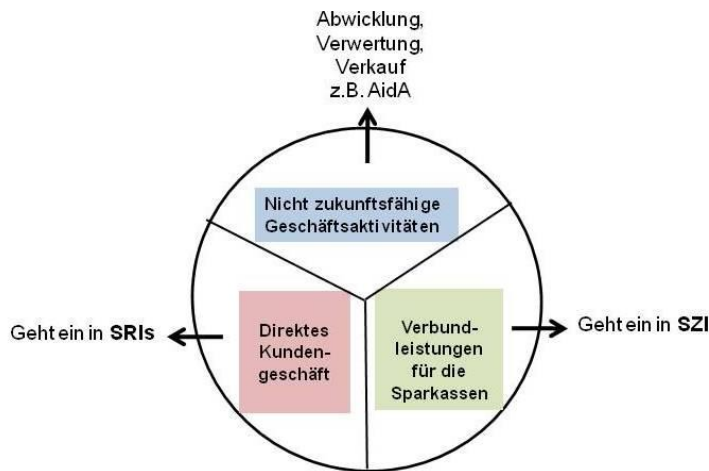 Abwicklung,
Verwertung,
Verkauf
z.B. AidA
Nicht zukunftsfähige
Geschäftsaktivitäten
Geht ein in SRIs
Direktes
Kunden-
geschäft
Verbund-
leistungen
für die
Sparkassen
Geht ein in SZI